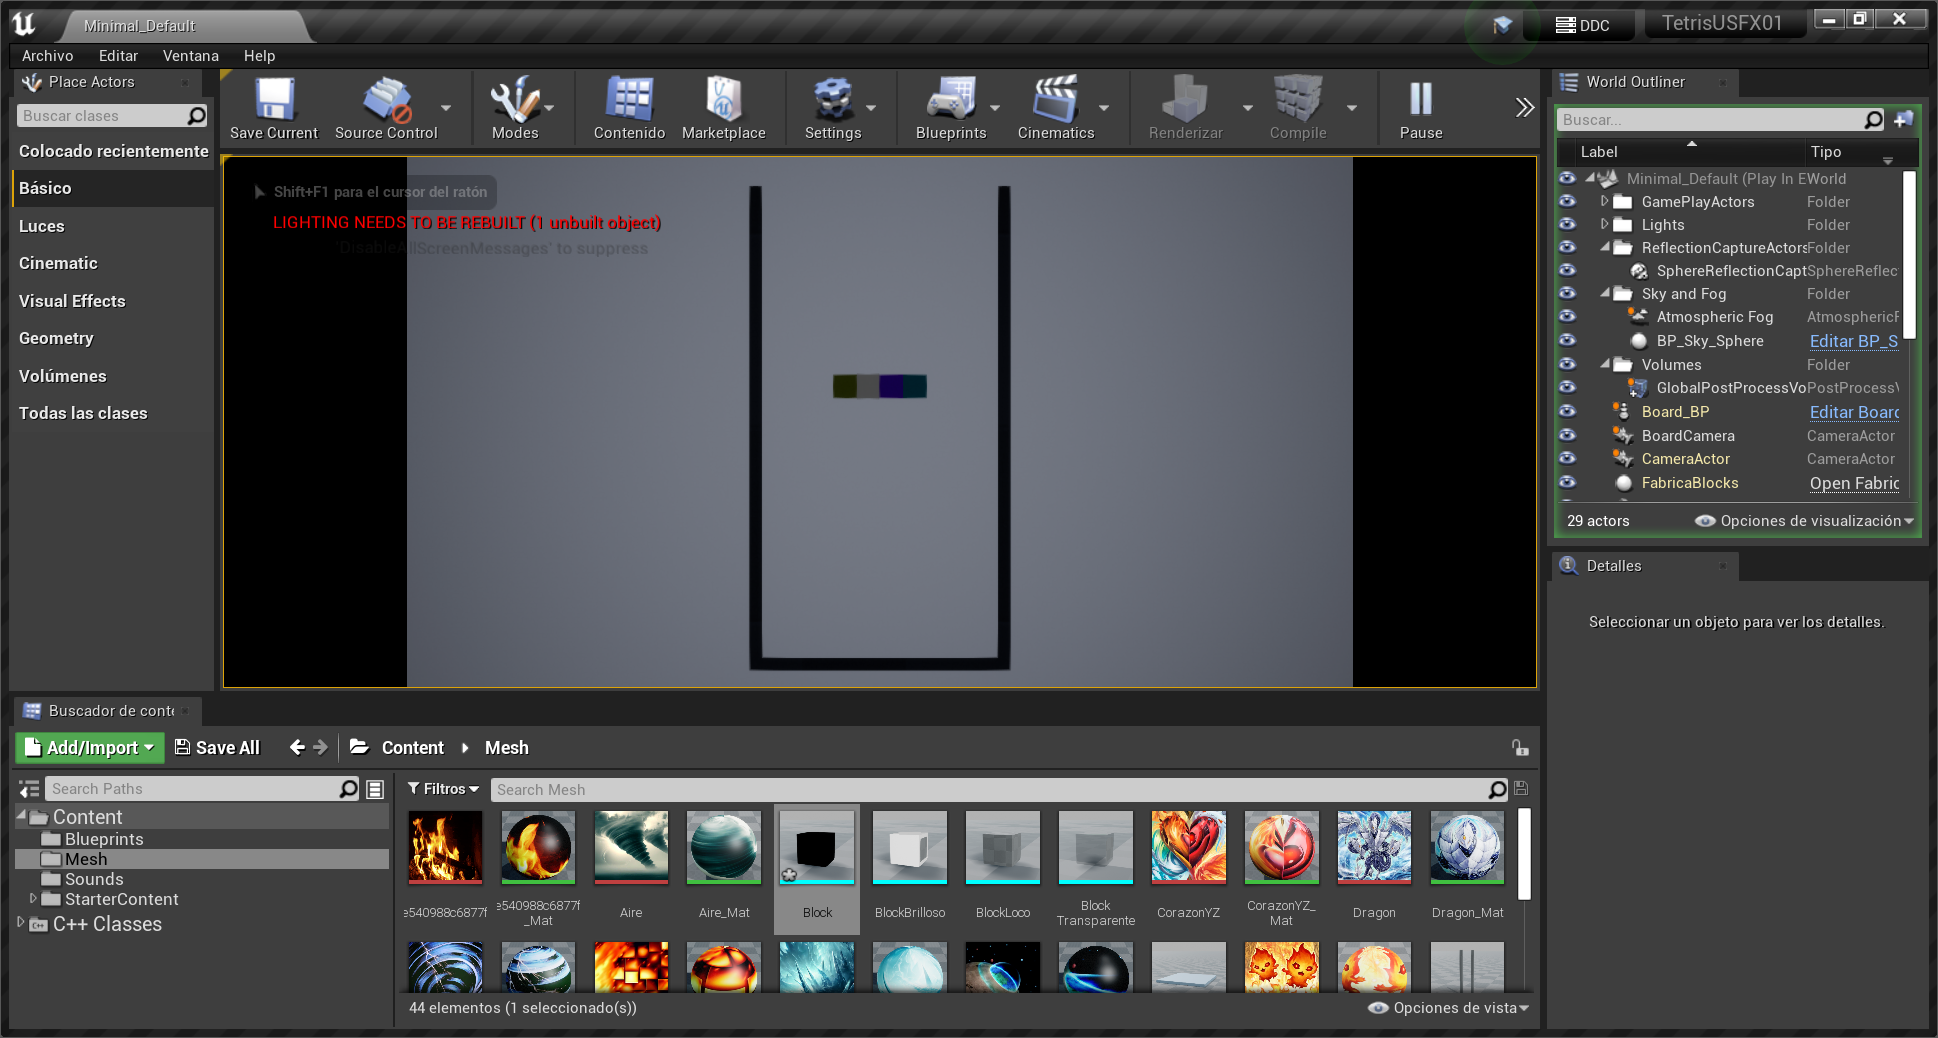 Minimal_Default
DDC
TetrisUSFX01
Archivo
Editar
Ventana
Help
Place Actors
Buscar clases
Colocado recientemente
Básico
Luces
Cinematic
Visual Effects
Geometry
Volúmenes
Todas las clases
Save Current
Source Control
Modes
Contenido
Marketplace
Settings
Blueprints
Cinematics
Renderizar
Compile
Pause
Shift+F1 para el cursor del ratón
LIGHTING NEEDS TO BE REBUILT (1 unbuilt object)
'DisableAllScreenMessages' to suppress
World Outliner
Buscar...
Label
Tipo
Minimal_Default (Play In E
World
GamePlayActors
Folder
Lights
Folder
ReflectionCaptureActors
Folder
SphereReflectionCapt
SphereReflec
Sky and Fog
Folder
Atmospheric Fog
AtmosphericF
BP_Sky_Sphere
Editar BP_S
Volumes
Folder
GlobalPostProcessVo
PostProcessV
Board_BP
Editar Board
BoardCamera
CameraActor
CameraActor
CameraActor
FabricaBlocks
Open Fabric
29 actors
Opciones de visualización
Detalles
Seleccionar un objeto para ver los detalles.
Buscador de conte
Add/Import
Save All
Content
Mesh
Search Paths
Content
Blueprints
Mesh
Sounds
StarterContent
C++ Classes
Filtros
Search Mesh
e540988c6877f
e540988c6877f
_Mat
Aire
Aire_Mat
Block
BlockBrilloso
BlockLoco
Block
Transparente
CorazonYZ
CorazonYZ_
Mat
Dragon
Dragon_Mat
44 elementos (1 seleccionado(s))
Opciones de vista